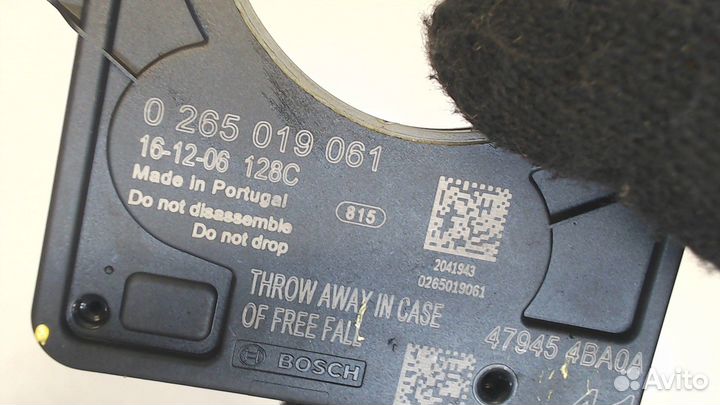 0 265 019 061
16-12-06 128C
Made in Portugal
Do not disassemble
Do not drop
815
2041943
0265019061
THROW AWAY IN CASE
OF FREE FALL
BOSCH
47945 4BA0A
Avito